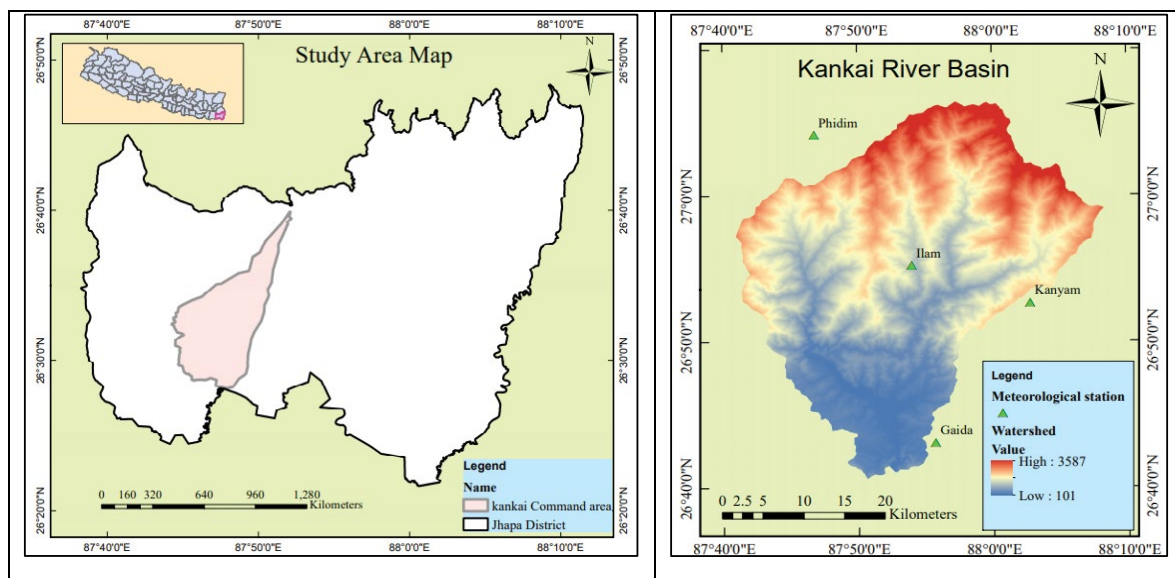 87°40'0"E 87°50'0"E 88°0'0"E 88°10'0"E
Study Area Map
N
26°50'0"N 26°50'0"N
26°40'0"N 26°40'0"N
26°30'0"N 26°30'0"N
26°20'0"N 26°20'0"N
Legend
Name
kankai Command area,
Jhapa District
0 160 320 640 960 1,280
Kilometers
87°40'0"E 87°50'0"E 88°0'0"E 88°10'0"E
87°40'0"E 87°50'0"E 88°0'0"E 88°10'0"E
Kankai River Basin
N
Phidim
27°0'0"N 27°0'0"N
Ilam
Kanyam
26°50'0"N 26°50'0"N
Gaida
26°40'0"N 26°40'0"N
Legend
Meteorological station
Watershed
Value
High : 3587
Low : 101
0 2.5 5 10 15 20
Kilometers
87°40'0"E 87°50'0"E 88°0'0"E 88°10'0"E